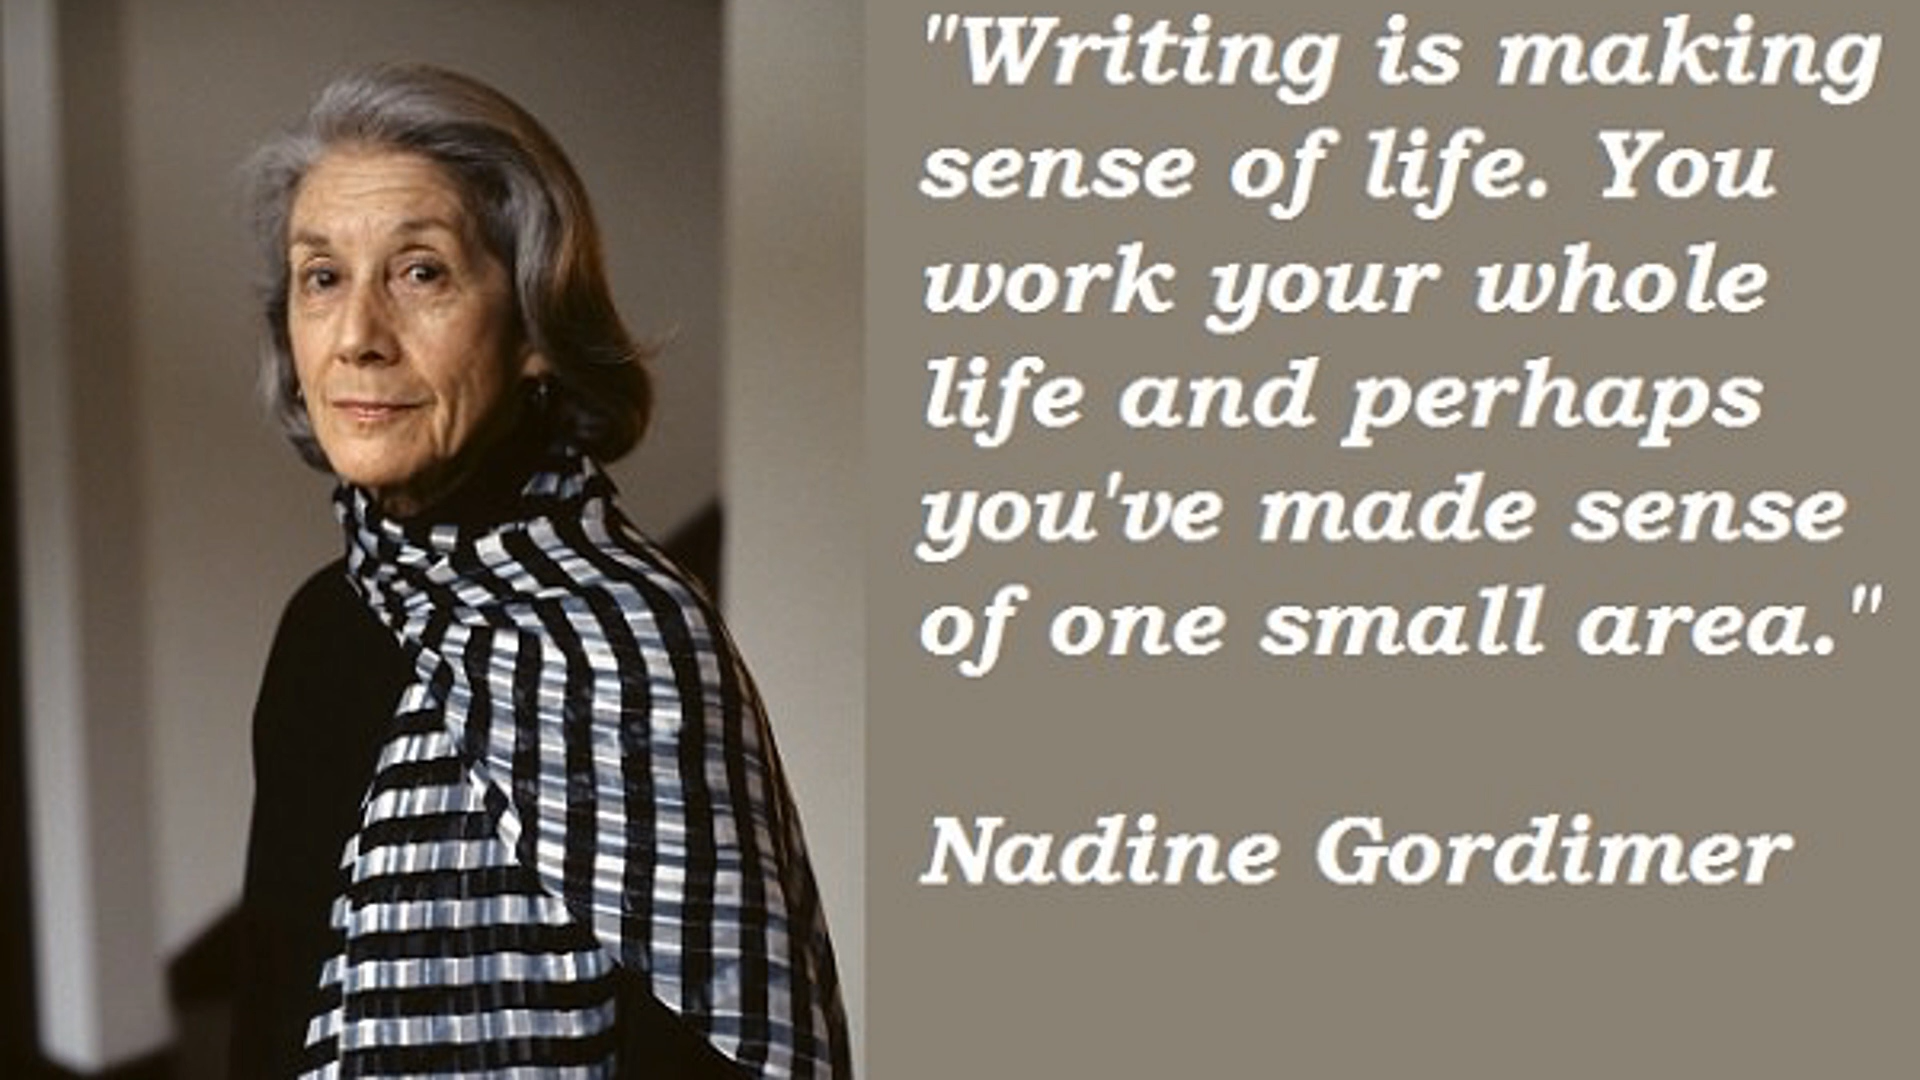 "Writing is making
sense of life. You
work your whole
life and perhaps
you've made sense
of one small area."
Nadine Gordimer